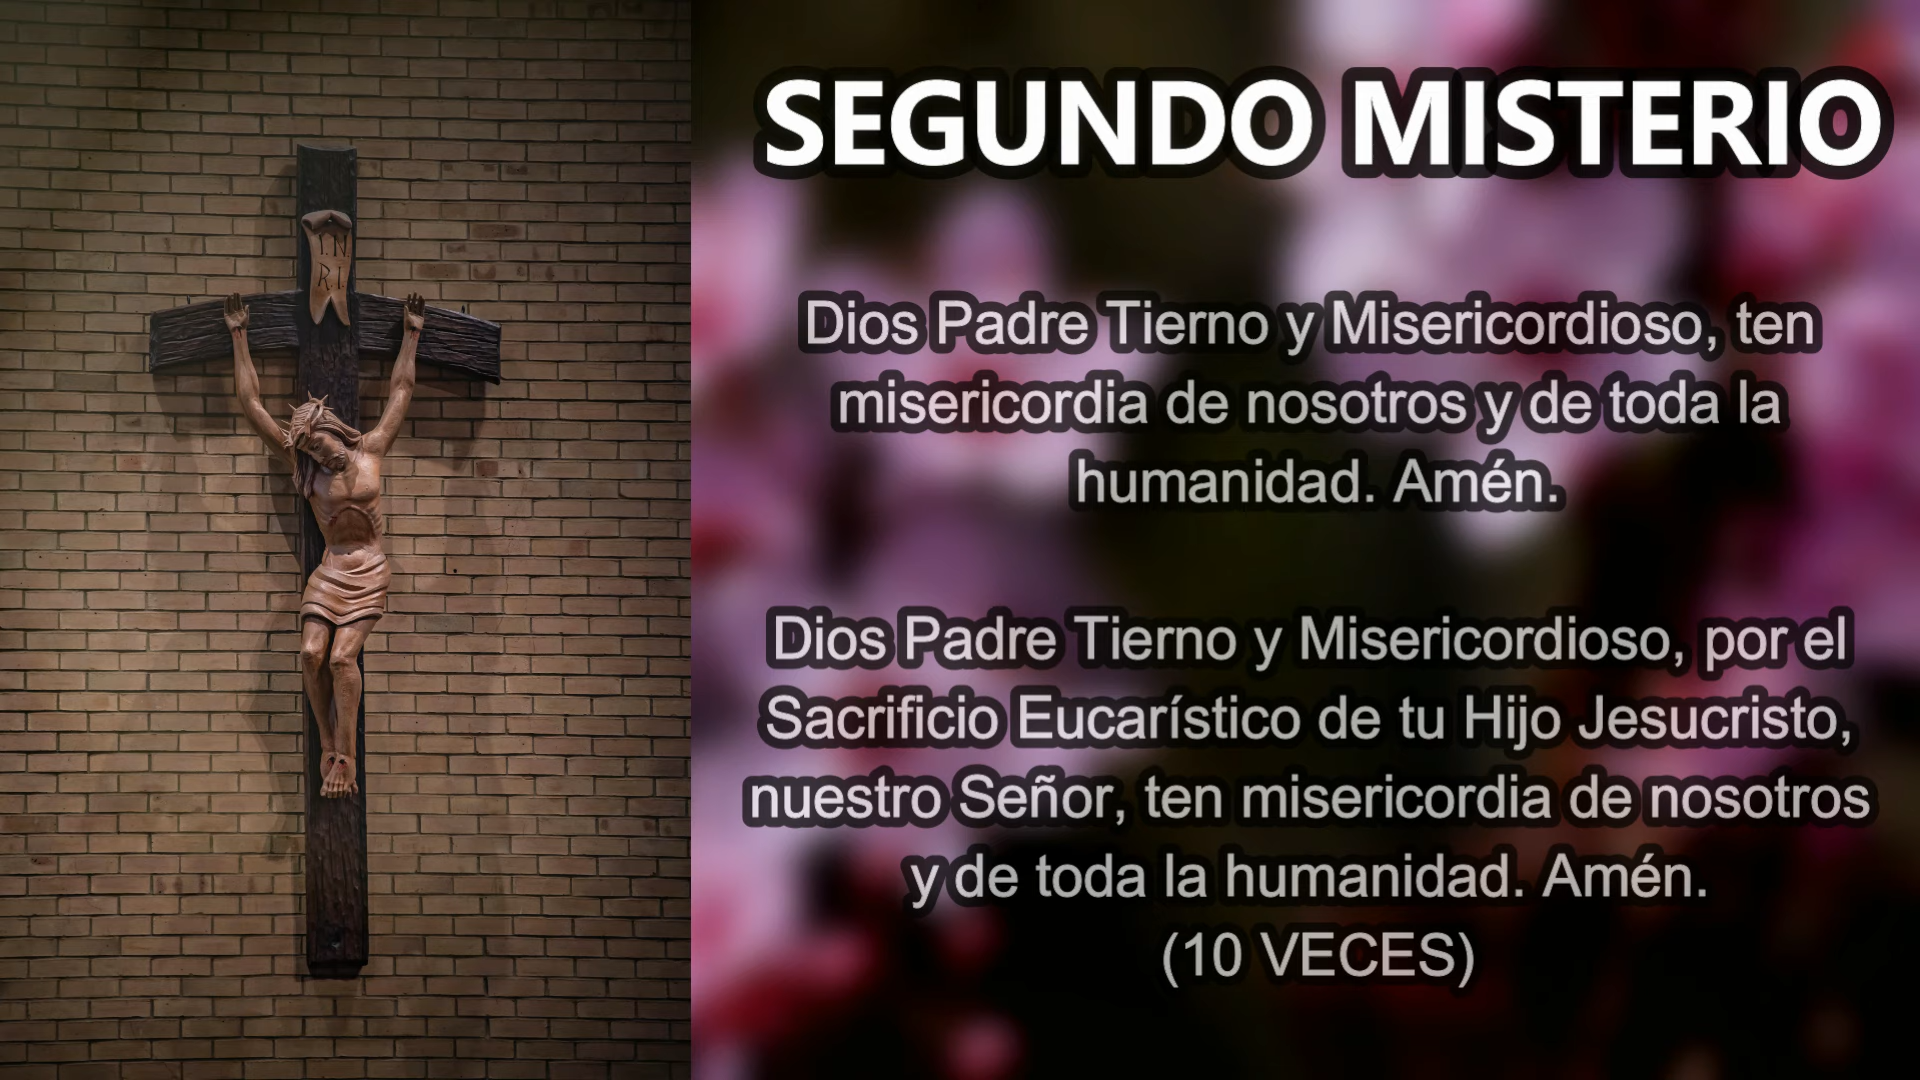 I.N
R.I.
SEGUNDO MISTERIO
Dios Padre Tierno y Misericordioso, ten
misericordia de nosotros y de toda la
humanidad. Amén.
Dios Padre Tierno y Misericordioso, por el
Sacrificio Eucarístico de tu Hijo Jesucristo,
nuestro Señor, ten misericordia de nosotros
y de toda la humanidad. Amén.
(10 VECES)